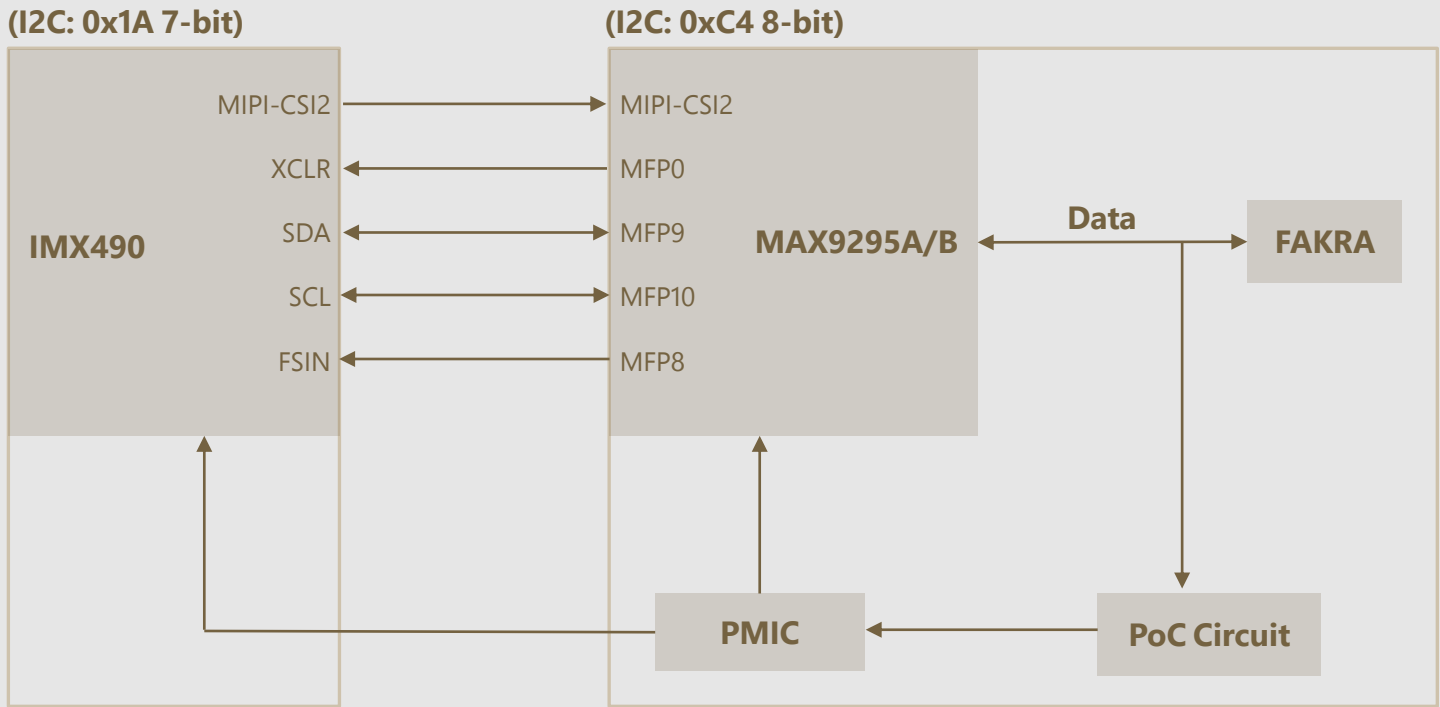 (I2C: 0x1A 7-bit)
(I2C: 0xC4 8-bit)
MIPI-CSI2
MIPI-CSI2
XCLR
MFP0
IMX490
SDA
MFP9
MAX9295A/B
Data
FAKRA
SCL
MFP10
FSIN
MFP8
PMIC
PoC Circuit